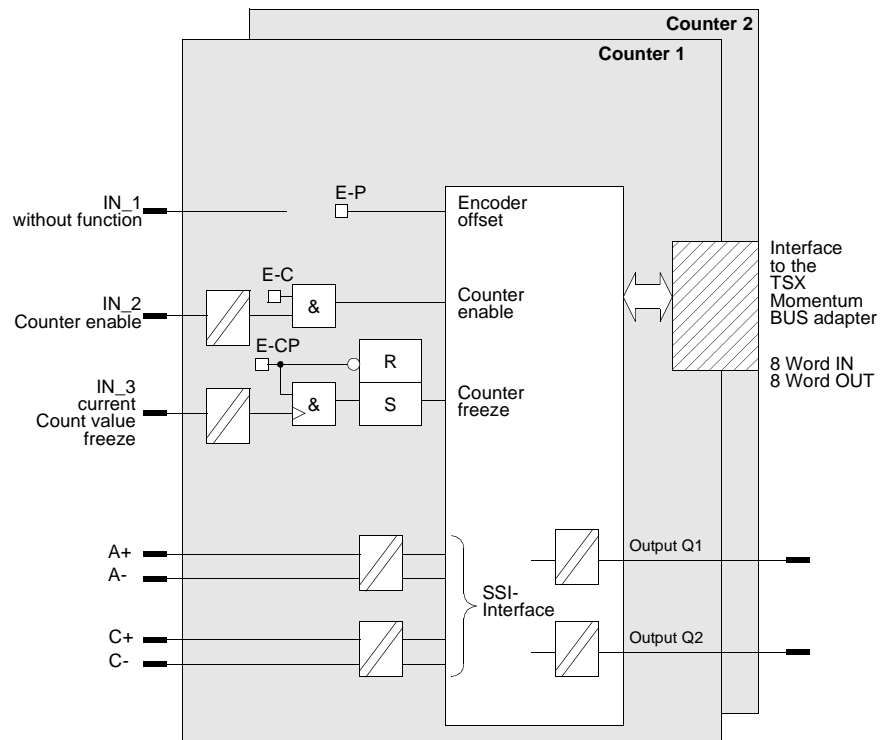 Counter 2
Counter 1
IN_1
without function
E-P
Encoder
offset
E-C
IN_2
Counter enable
&
Counter
enable
Interface
to the
TSX
Momentum
BUS adapter
8 Word IN
8 Word OUT
E-CP
R
IN_3
current
Count value
freeze
&
S
Counter
freeze
A+
A-
C+
C-
SSI-
Interface
Output Q1
Output Q2